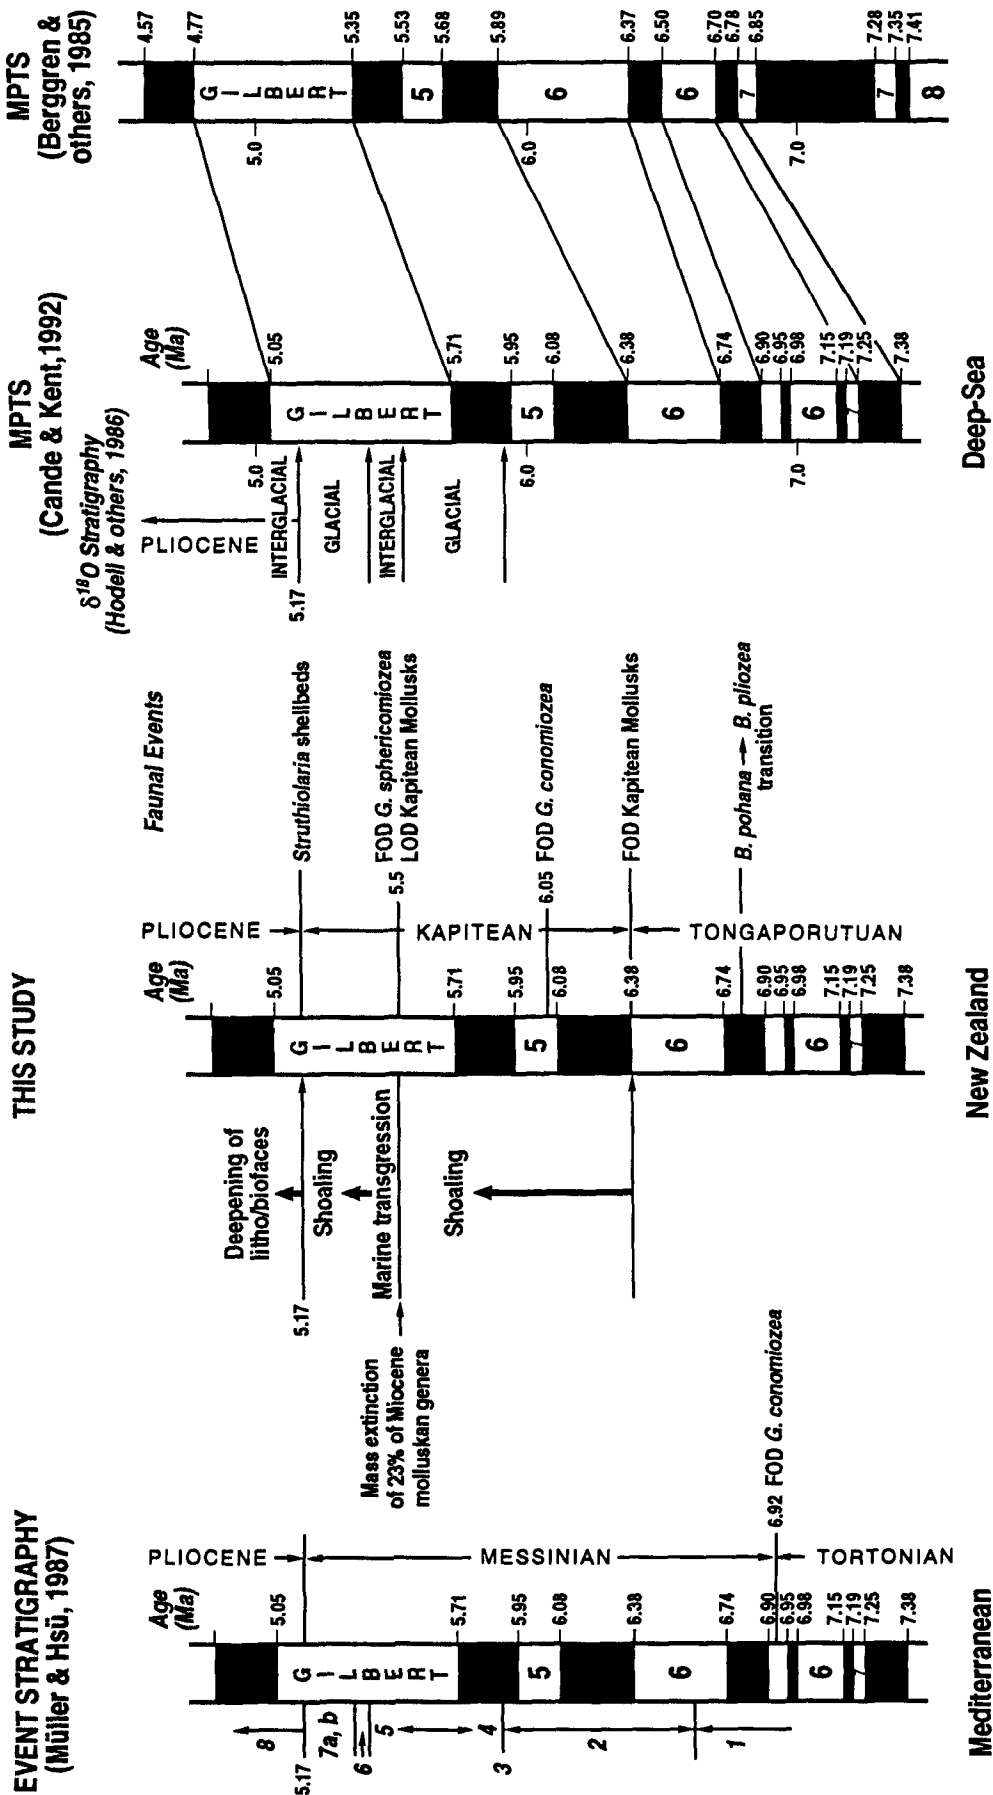 EVENT STRATIGRAPHY
(Müller & Hsü, 1987)
Age
(Ma)
5.05
5.71
5.95
6.08
6.38
6.74
6.90
6.95
6.98
7.15
7.19
7.25
7.38
PLIOCENE
MESSINIAN
TORTONIAN
6.92 FOD G. conomiozea
GILBERT
5
6
6
7
8
5.17
7a, b
6
5
4
3
2
1
Mediterranean
THIS STUDY
Deepening of
litho/biofaces
Shoaling
Marine transgression
Shoaling
5.17
Mass extinction
of 23% of Miocene
molluskan genera
Age
(Ma)
5.05
5.71
5.95
6.08
6.38
6.74
6.90
6.95
6.98
7.15
7.19
7.25
7.38
GILBERT
5
6
6
7
PLIOCENE
KAPITEAN
TONGAPORUTUAN
5.5
6.05 FOD G. conomiozea
Faunal Events
Struthiolaria shellbeds
FOD G. sphericomiozea
LOD Kapitean Mollusks
FOD Kapitean Mollusks
B. pohana → B. pliozea
transition
New Zealand
MPTS
(Cande & Kent, 1992)
δ18O Stratigraphy
(Hodell & others, 1986)
PLIOCENE
INTERGLACIAL
GLACIAL
INTERGLACIAL
GLACIAL
5.17
5.0
6.0
7.0
Age
(Ma)
5.05
5.71
5.95
6.08
6.38
6.74
6.90
6.95
6.98
7.15
7.19
7.25
7.38
GILBERT
5
6
6
7
Deep-Sea
MPTS
(Berggren &
others, 1985)
4.57
4.77
5.35
5.53
5.68
5.89
6.37
6.50
6.70
6.78
6.85
7.28
7.35
7.41
GILBERT
5
6
6
7
7
8
5.0
6.0
7.0